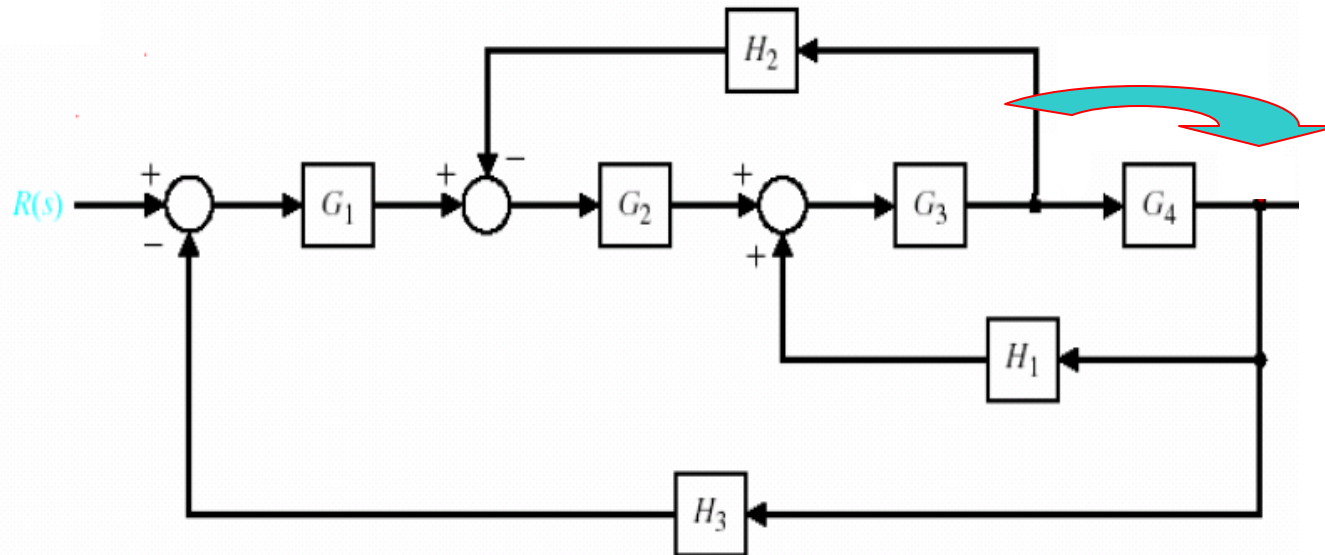 H₂
+
−
+
+
R(s)
G₁
G₂
G₃
G₄
−
+
H₁
H₃